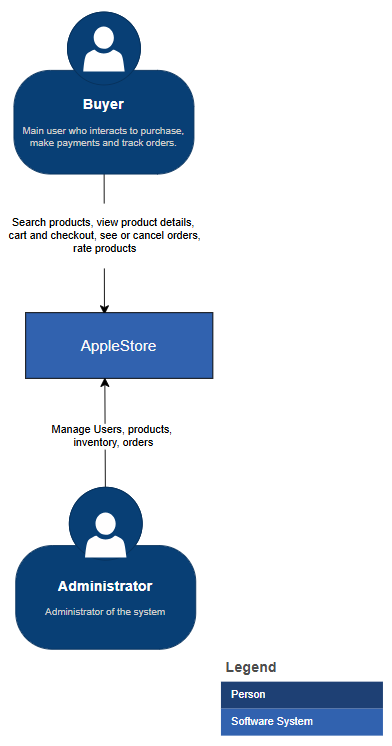 Buyer
Main user who interacts to purchase,
make payments and track orders.
Search products, view product details,
cart and checkout, see or cancel orders,
rate products
AppleStore
Manage Users, products,
inventory, orders
Administrator
Administrator of the system
Legend
Person
Software System